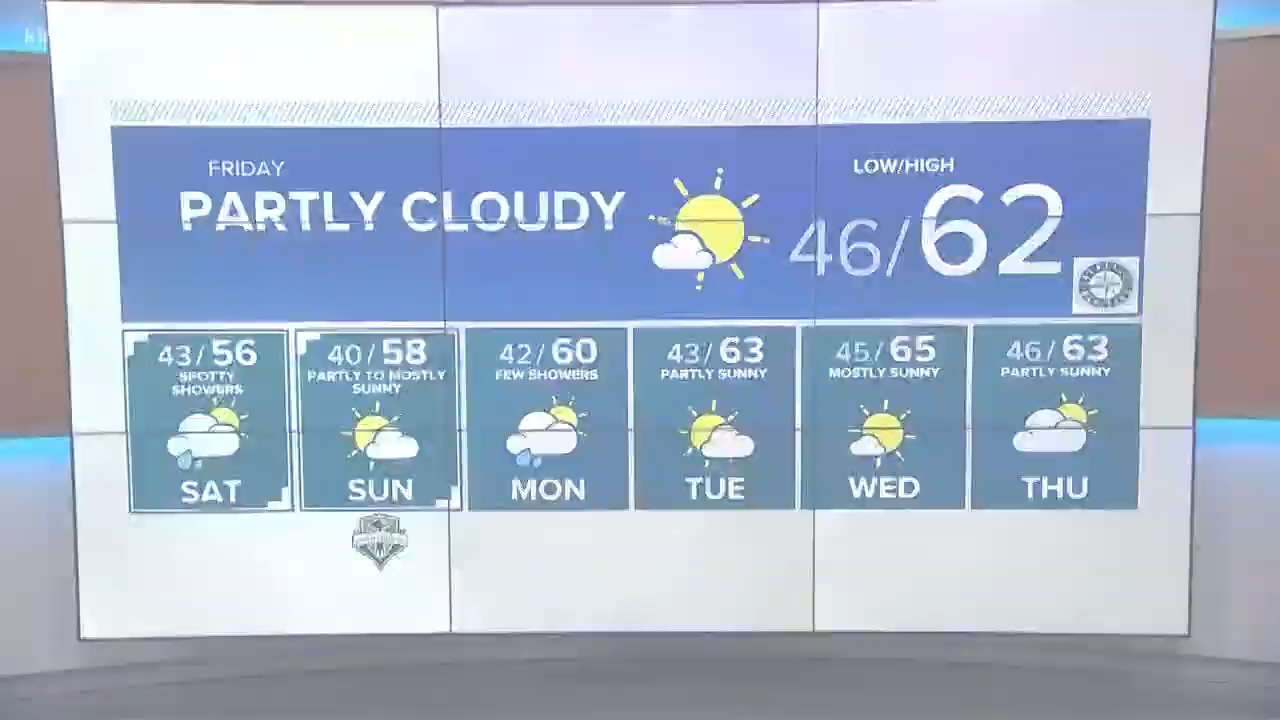 FRIDAY
PARTLY CLOUDY
LOW/HIGH
46/62
43/56
SPOTTY
SHOWERS
SAT
40/58
PARTLY TO MOSTLY
SUNNY
SUN
42/60
FEW SHOWERS
MON
43/63
PARTLY SUNNY
TUE
45/65
MOSTLY SUNNY
WED
46/63
PARTLY SUNNY
THU